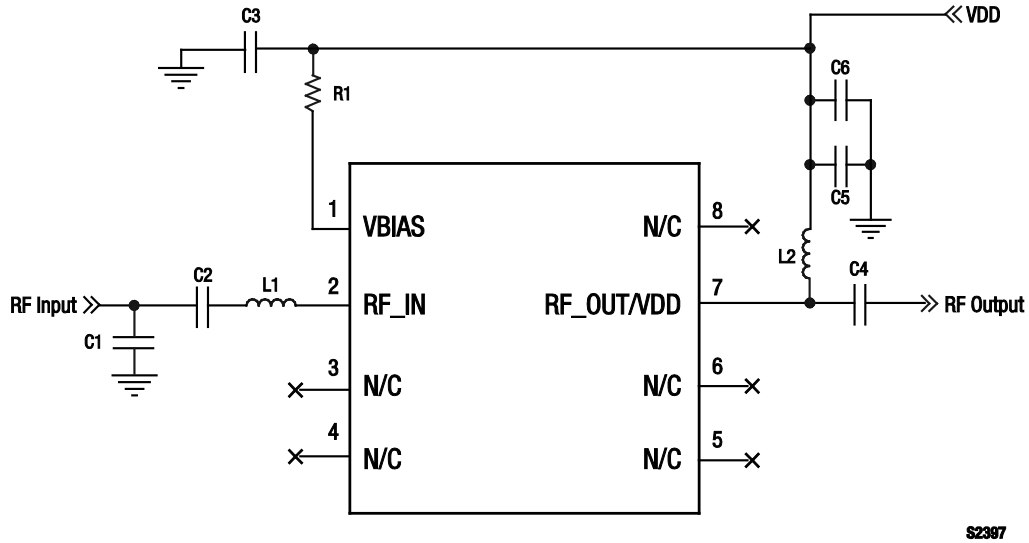 C3
VDD
C6
R1
C5
1
VBIAS
N/C
8
L2
C2
L1
2
C4
RF Input
RF_IN
RF_OUT/VDD
7
RF Output
C1
3
N/C
N/C
6
4
N/C
N/C
5
S2397